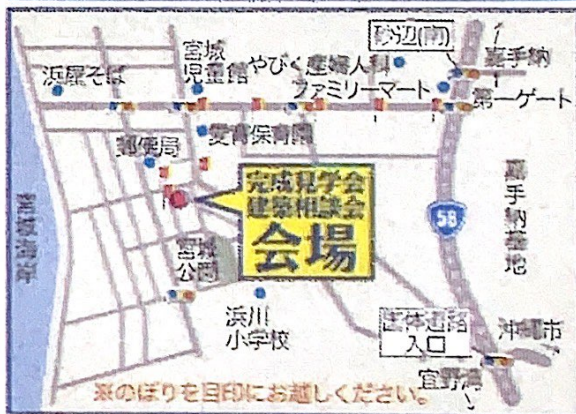 砂辺(南)
嘉手納
宮城
児童館
やびく産婦人科
浜屋そば
ファミリーマート
第一ゲート
愛育保育園
郵便局
完成見学会
建築相談会
会場
58
嘉手納基地
宮城海岸
宮城
公園
浜川
小学校
国体道路
入口
沖縄市
宜野湾
※のぼりを目印にお越しください。